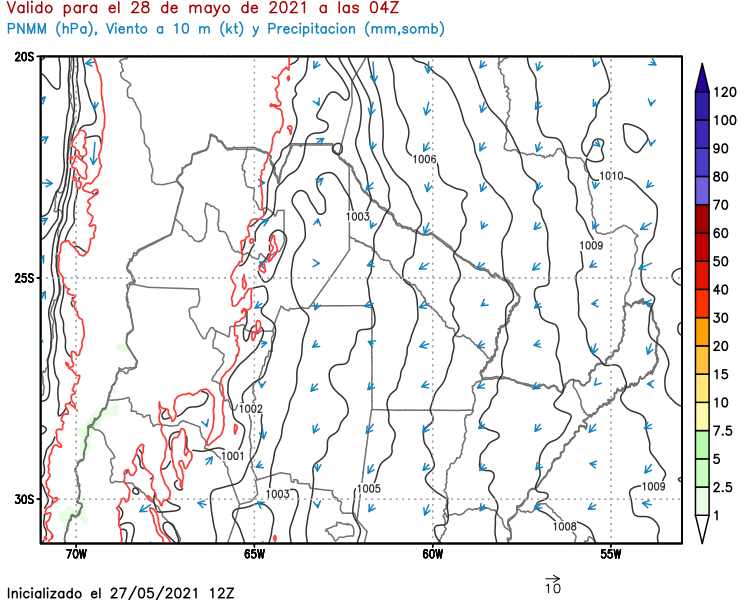 Valido para el 28 de mayo de 2021 a las 04Z
PNMM (hPa), Viento a 10 m (kt) y Precipitacion (mm,somb)
20S
25S
30S
70W
65W
60W
55W
1006
1010
1003
1009
1002
1001
1003
1005
1009
1008
120
100
90
80
70
60
50
40
30
20
15
10
7.5
5
2.5
1
10
Inicializado el 27/05/2021 12Z